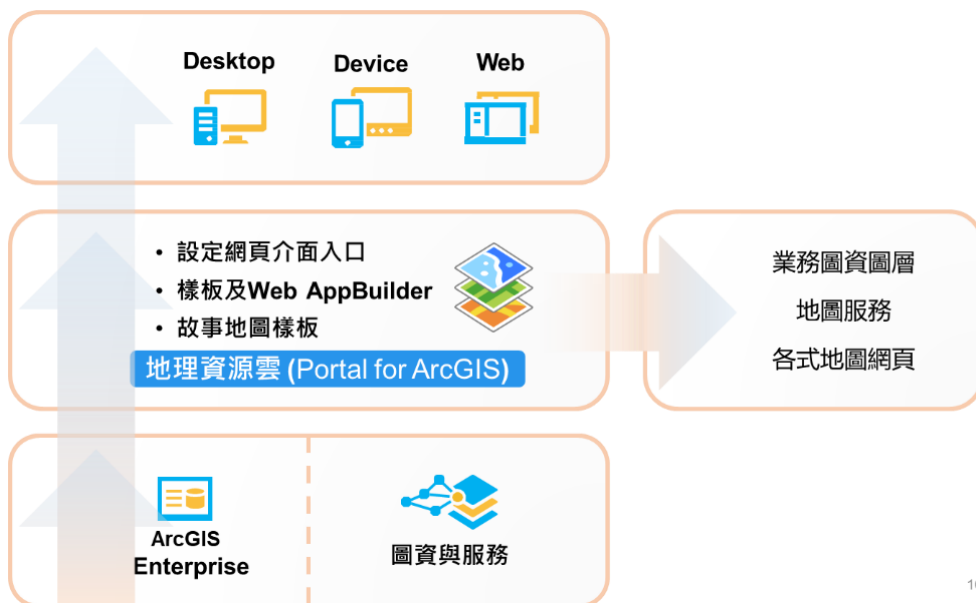 Desktop
Device
Web
• 設定網頁介面入口
• 樣板及Web AppBuilder
• 故事地圖樣板
地理資源雲 (Portal for ArcGIS)
業務圖資圖層
地圖服務
各式地圖網頁
ArcGIS
Enterprise
圖資與服務